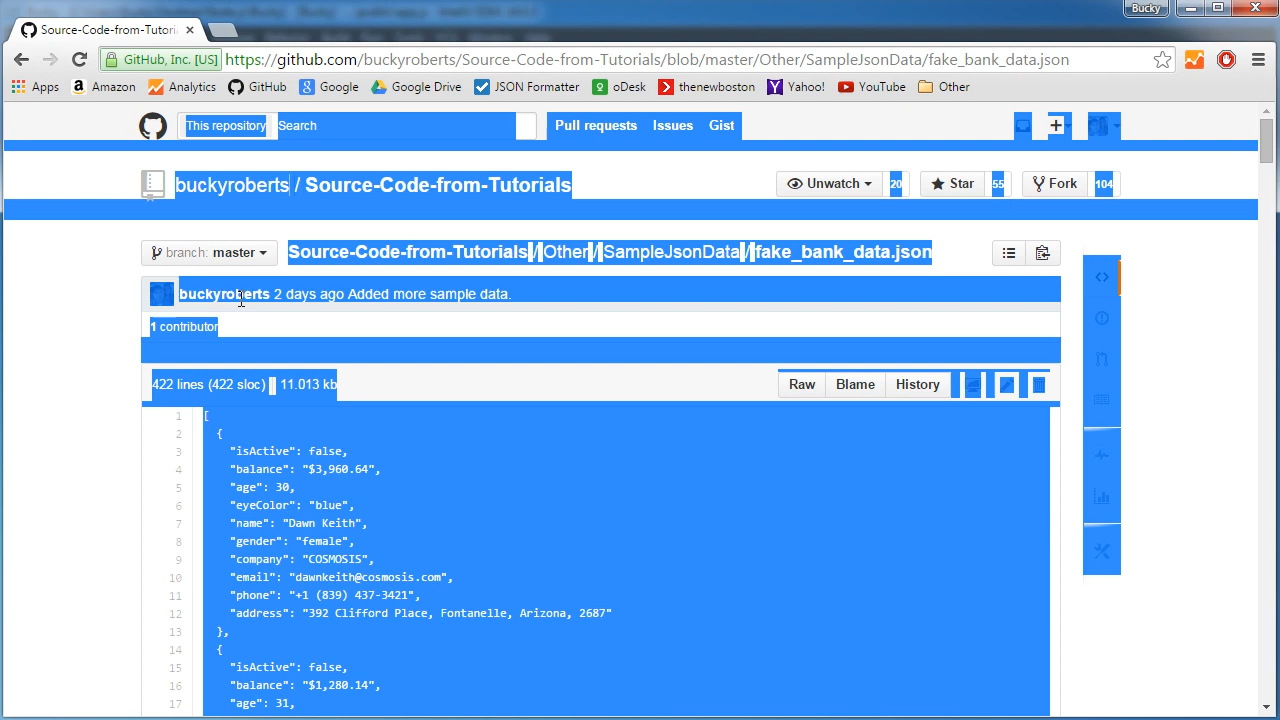 Bucky
Source-Code-from-Tutori
GitHub, Inc. [US] https://github.com/buckyroberts/Source-Code-from-Tutorials/blob/master/Other/SampleJsonData/fake_bank_data.json
Apps Amazon Analytics GitHub Google Google Drive JSON Formatter oDesk thenewboston Yahoo! YouTube Other
This repository Search Pull requests Issues Gist
buckyroberts / Source-Code-from-Tutorials Unwatch 20 Star 55 Fork 104
branch: master Source-Code-from-Tutorials / Other / SampleJsonData / fake_bank_data.json
buckyroberts 2 days ago Added more sample data.
1 contributor
422 lines (422 sloc) | 11.013 kb Raw Blame History
1 [
2 {
3 "isActive": false,
4 "balance": "$3,960.64",
5 "age": 30,
6 "eyeColor": "blue",
7 "name": "Dawn Keith",
8 "gender": "female",
9 "company": "COSMOSIS",
10 "email": "dawnkeith@cosmosis.com",
11 "phone": "+1 (839) 437-3421",
12 "address": "392 Clifford Place, Fontanelle, Arizona, 2687"
13 },
14 {
15 "isActive": false,
16 "balance": "$1,280.14",
17 "age": 31,